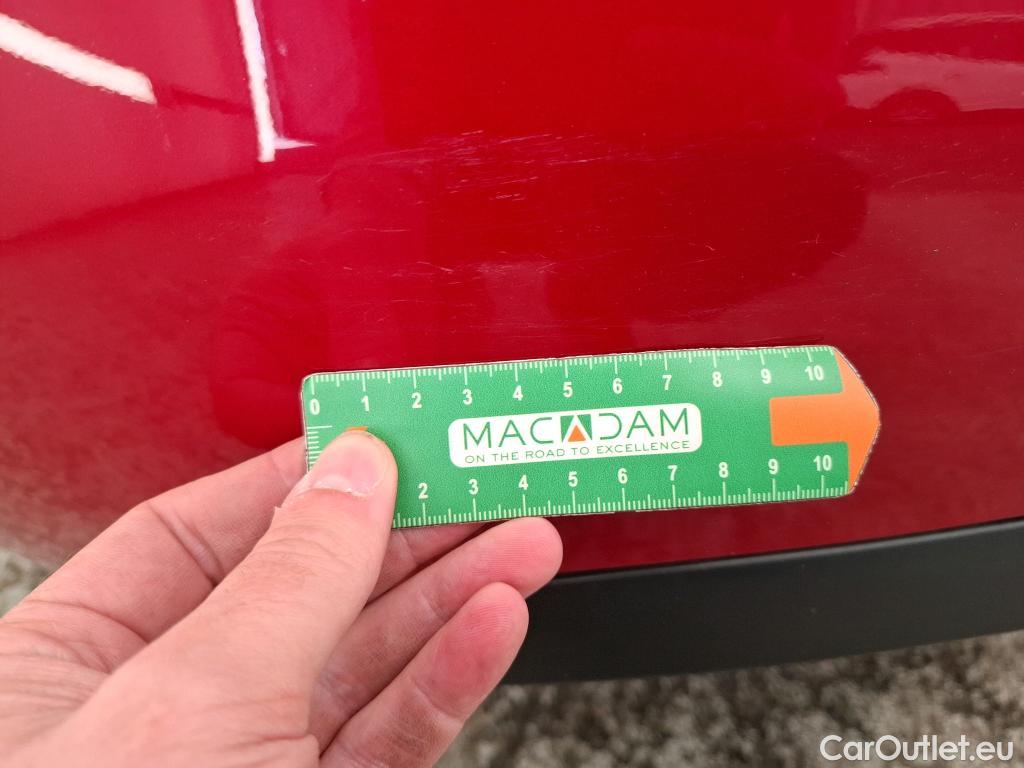 0 1 2 3 4 5 6 7 8 9 10
MACADAM
ON THE ROAD TO EXCELLENCE
2 3 4 5 6 7 8 9 10
CarOutlet.eu